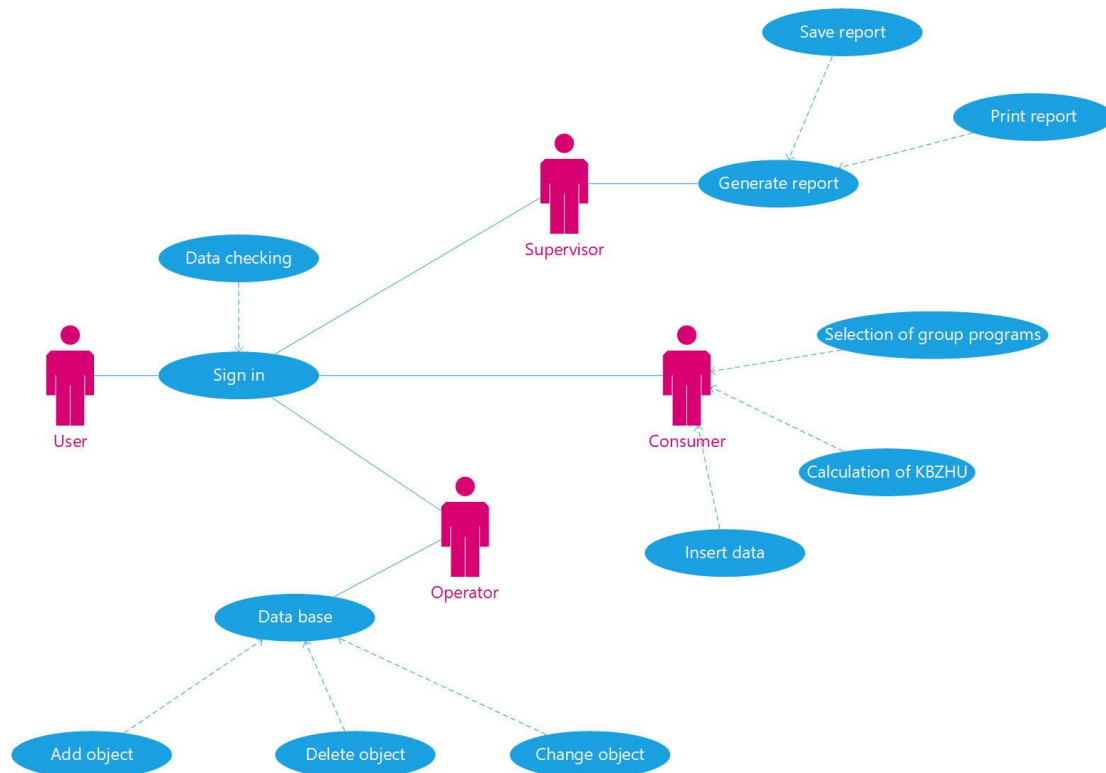 Save report
Print report
Generate report
Supervisor
Data checking
Selection of group programs
Sign in
User
Consumer
Calculation of KBZHU
Insert data
Operator
Data base
Add object
Delete object
Change object